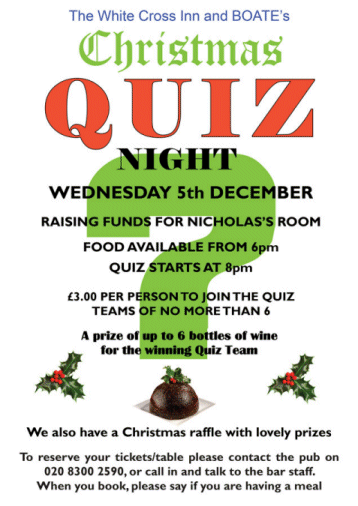 The White Cross Inn and BOATE's
Christmas
QUIZ
NIGHT
WEDNESDAY 5th DECEMBER
RAISING FUNDS FOR NICHOLAS'S ROOM
FOOD AVAILABLE FROM 6pm
QUIZ STARTS AT 8pm
£3.00 PER PERSON TO JOIN THE QUIZ
TEAMS OF NO MORE THAN 6
A prize of up to 6 bottles of wine
for the winning Quiz Team
We also have a Christmas raffle with lovely prizes
To reserve your tickets/table please contact the pub on
020 8300 2590, or call in and talk to the bar staff.
When you book, please say if you are having a meal